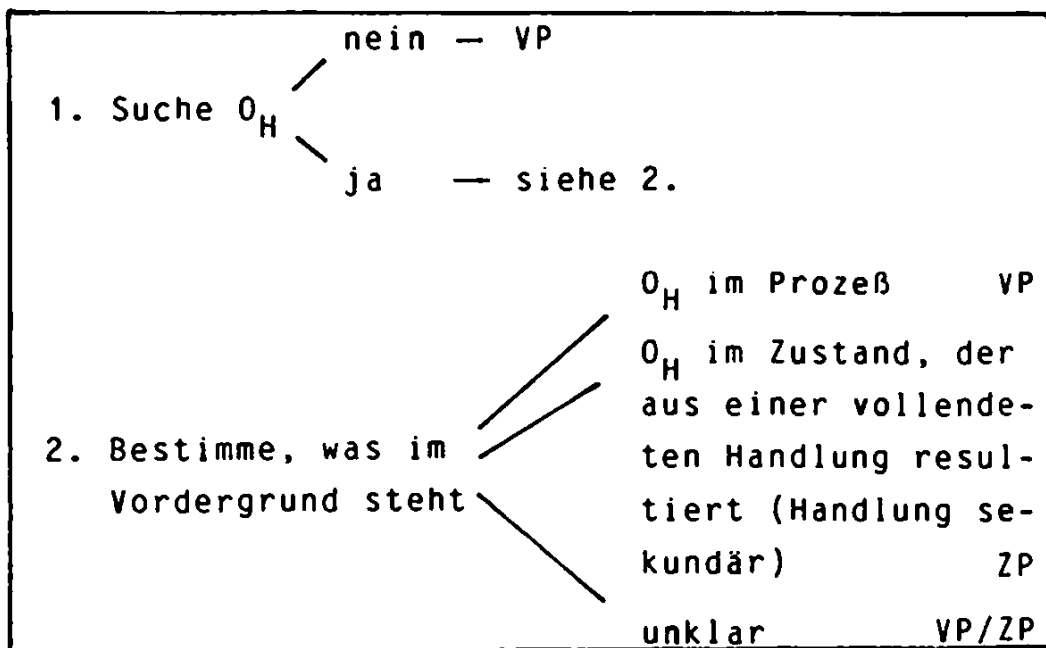 nein — VP
1. Suche O_H
ja — siehe 2.
O_H im Prozeß VP
O_H im Zustand, der
aus einer vollende-
2. Bestimme, was im
ten Handlung resul-
Vordergrund steht
tiert (Handlung se-
kundär) ZP
unklar VP/ZP